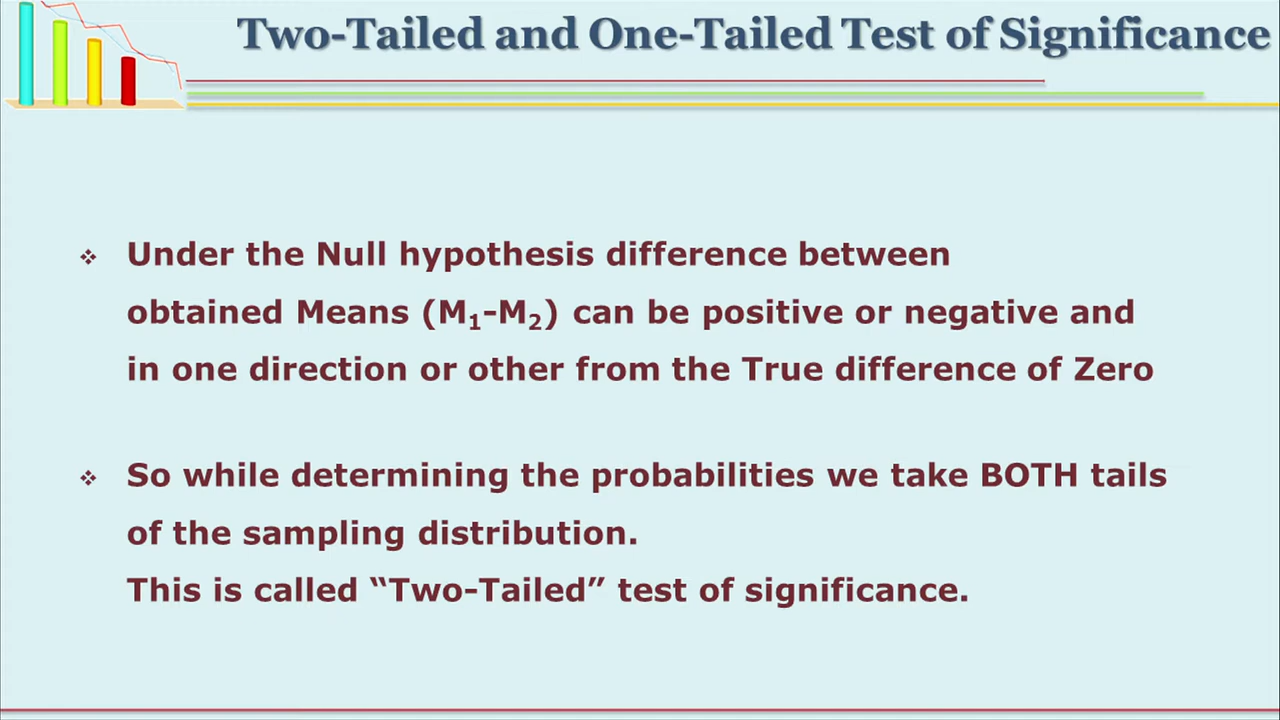 Two-Tailed and One-Tailed Test of Significance
❖ Under the Null hypothesis difference between
obtained Means (M₁-M₂) can be positive or negative and
in one direction or other from the True difference of Zero
❖ So while determining the probabilities we take BOTH tails
of the sampling distribution.
This is called “Two-Tailed” test of significance.